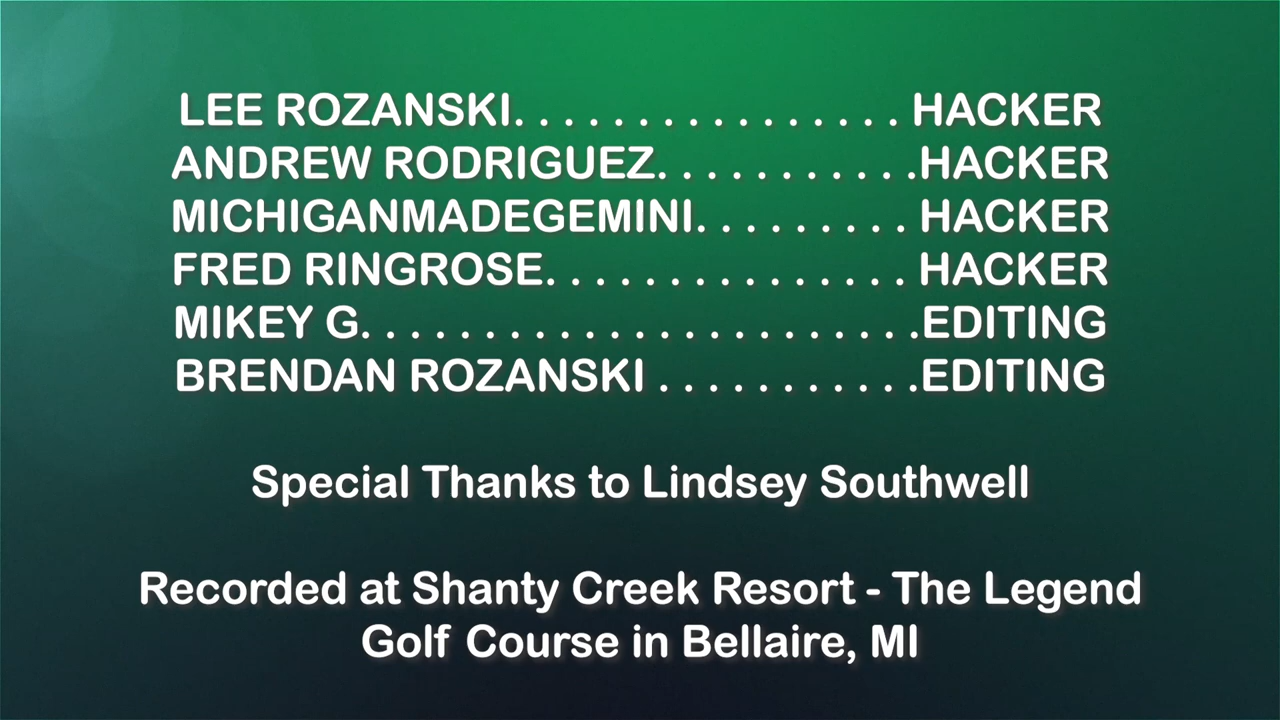 LEE ROZANSKI. . . . . . . . . . . . . . . . HACKER
ANDREW RODRIGUEZ. . . . . . . . . . .HACKER
MICHIGANMADEGEMINI. . . . . . . . . HACKER
FRED RINGROSE. . . . . . . . . . . . . . . HACKER
MIKEY G. . . . . . . . . . . . . . . . . . . . . . .EDITING
BRENDAN ROZANSKI . . . . . . . . . . .EDITING
Special Thanks to Lindsey Southwell
Recorded at Shanty Creek Resort - The Legend
Golf Course in Bellaire, MI